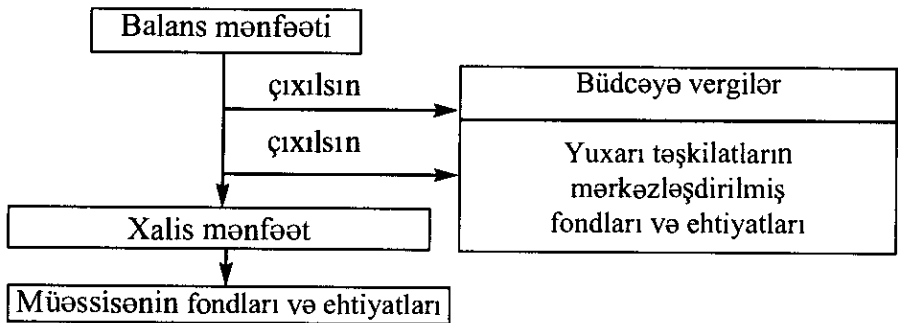 Balans mənfəəti
çıxılsın
Büdcəyə vergilər
çıxılsın
Yuxarı təşkilatların
mərkəzləşdirilmiş
fondları və ehtiyatları
Xalis mənfəət
Müəssisənin fondları və ehtiyatları